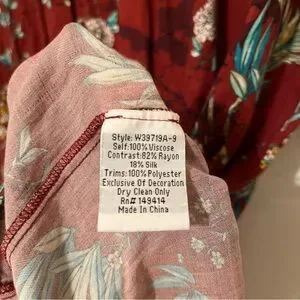 Style: W39719A-9
Self:100% Viscose
Contrast:82% Rayon
18% Silk
Trims:100% Polyester
Exclusive Of Decoration
Dry Clean Only
Rn# 149414
Made In China